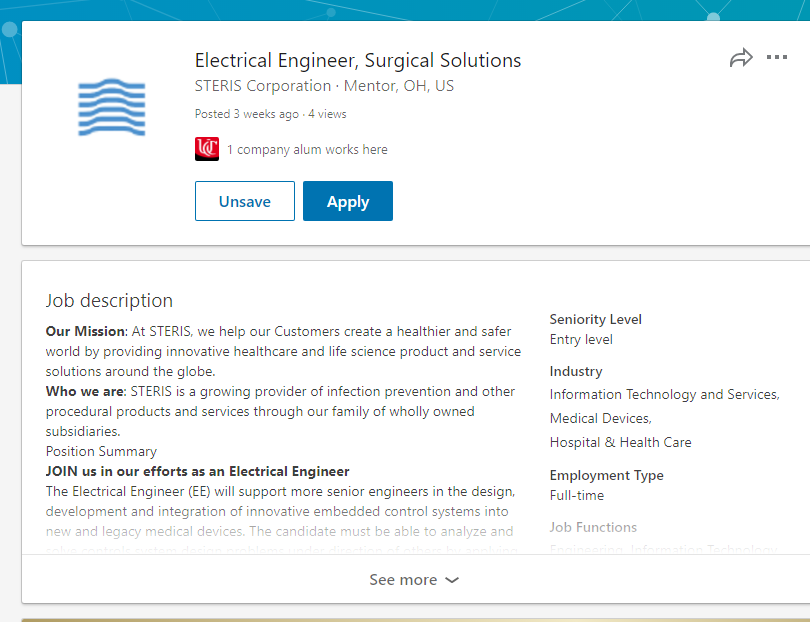 Electrical Engineer, Surgical Solutions
STERIS Corporation · Mentor, OH, US
Posted 3 weeks ago · 4 views
UC 1 company alum works here
Unsave Apply
Job description
Our Mission: At STERIS, we help our Customers create a healthier and safer
world by providing innovative healthcare and life science product and service
solutions around the globe.
Who we are: STERIS is a growing provider of infection prevention and other
procedural products and services through our family of wholly owned
subsidiaries.
Position Summary
JOIN us in our efforts as an Electrical Engineer
The Electrical Engineer (EE) will support more senior engineers in the design,
development and integration of innovative embedded control systems into
new and legacy medical devices. The candidate must be able to analyze and
solve controls system design problems under direction of others by applying
Seniority Level
Entry level
Industry
Information Technology and Services,
Medical Devices,
Hospital & Health Care
Employment Type
Full-time
Job Functions
Engineering, Information Technology
See more